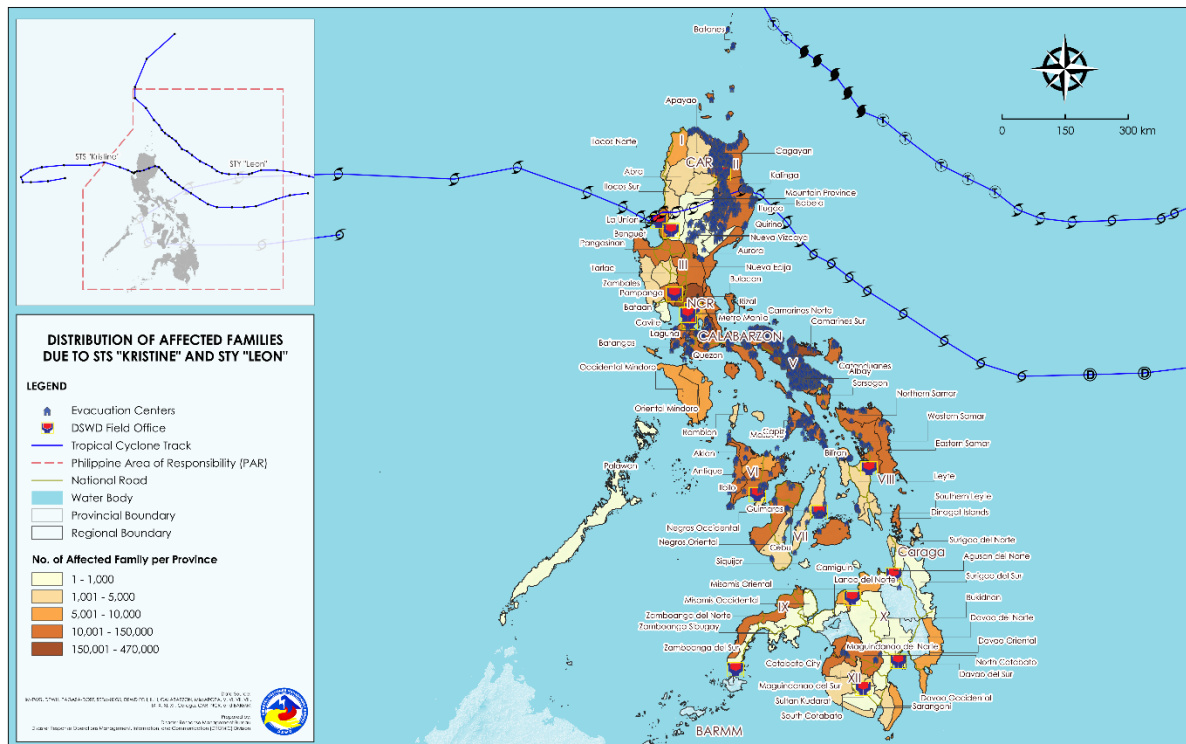 STS "Kristine"
STY "Leon"
DISTRIBUTION OF AFFECTED FAMILIES
DUE TO STS "KRISTINE" AND STY "LEON"
LEGEND
Evacuation Centers
DSWD Field Office
Tropical Cyclone Track
Philippine Area of Responsibility (PAR)
National Road
Water Body
Provincial Boundary
Regional Boundary
No. of Affected Family per Province
1 - 1,000
1,001 - 5,000
5,001 - 10,000
10,001 - 150,000
150,001 - 470,000
Data Source:
Prepared by:
Disaster Response Management Bureau
0 150 300 km
Batanes
Apayao
Ilocos Norte
I
CAR
II
Cagayan
Abra
Kalinga
Ilocos Sur
Mountain Province
Ifugao
Isabela
La Union
Quirino
Benguet
Nueva Vizcaya
Pangasinan
Aurora
Tarlac
III
Nueva Ecija
Zambales
Bulacan
Pampanga
Bataan
NCR
Rizal
Metro Manila
Camarines Norte
Cavite
Camarines Sur
Laguna
CALABARZON
Batangas
Quezon
V
Catanduanes
Albay
Sorsogon
Occidental Mindoro
Oriental Mindoro
Northern Samar
Romblon
Capiz
Western Samar
Aklan
Biliran
Eastern Samar
Palawan
Antique
VI
VIII
Leyte
Iloilo
Southern Leyte
Guimaras
Dinagat Islands
Negros Occidental
VII
Negros Oriental
Cebu
Surigao del Norte
Siquijor
Caraga
Agusan del Norte
Camiguin
Surigao del Sur
Misamis Oriental
Lanao del Norte
Misamis Occidental
Bukidnon
IX
X
Zamboanga del Norte
Davao del Norte
Zamboanga Sibugay
Davao Oriental
Zamboanga del Sur
Maguindanao del Norte
Cotabato City
North Cotabato
Davao del Sur
Maguindanao del Sur
XII
Sultan Kudarat
Davao Occidental
Sarangani
South Cotabato
BARMM